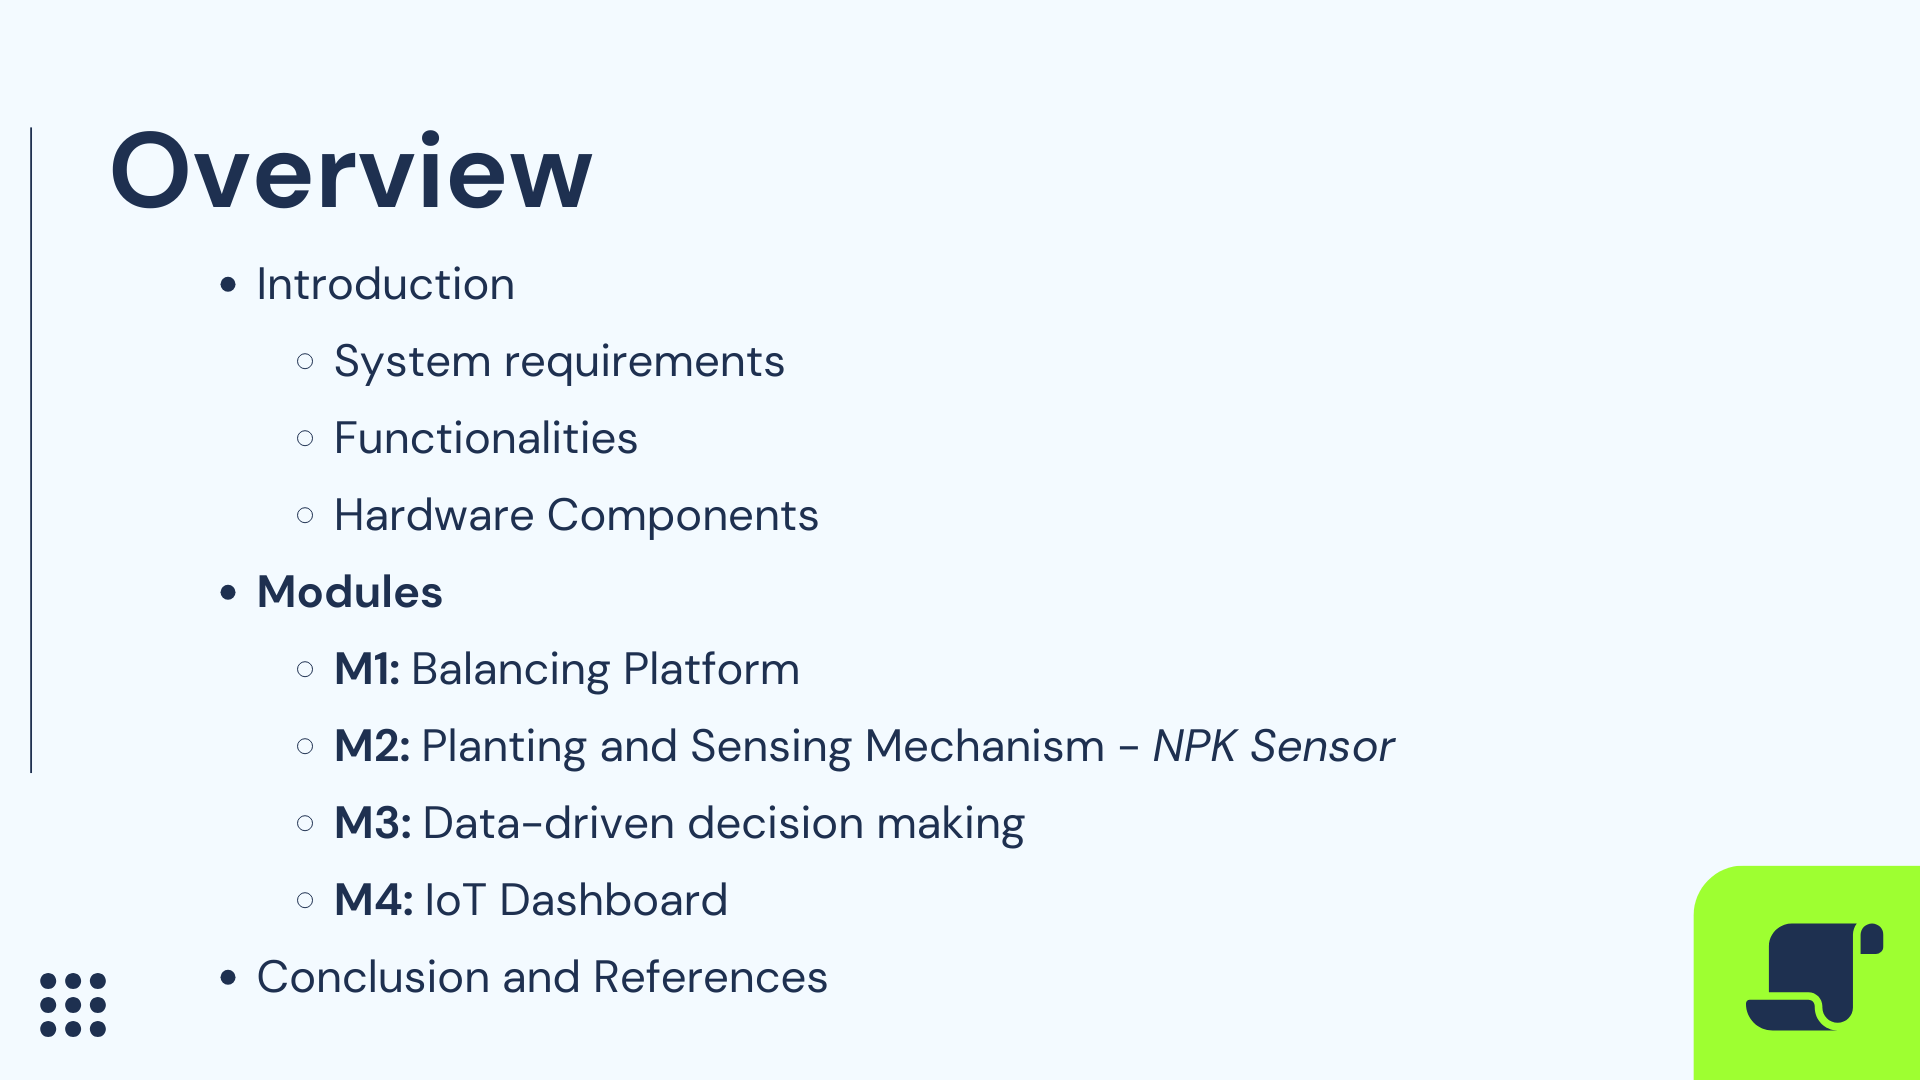 Overview
• Introduction
○ System requirements
○ Functionalities
○ Hardware Components
• Modules
○ M1: Balancing Platform
○ M2: Planting and Sensing Mechanism - NPK Sensor
○ M3: Data-driven decision making
○ M4: IoT Dashboard
• Conclusion and References